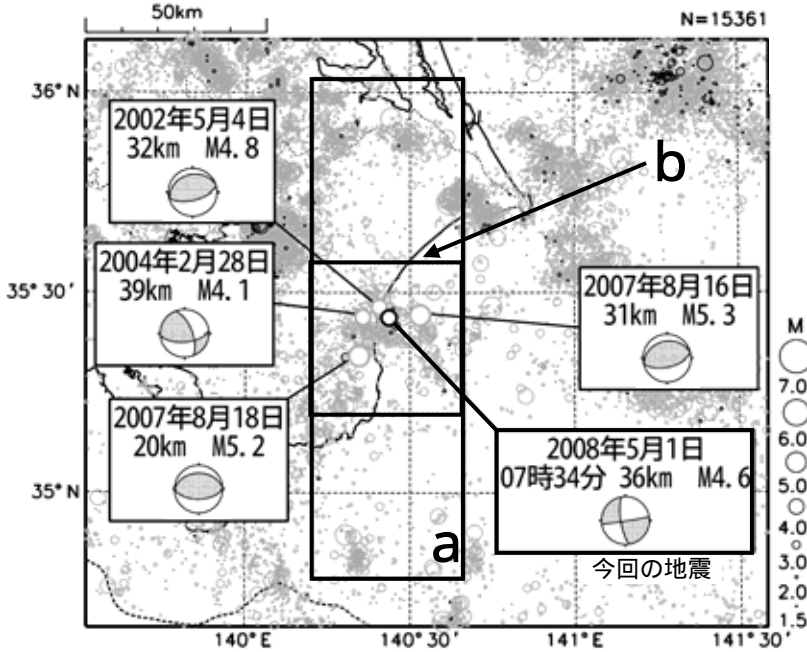 50km
N=15361
36°N
2002年5月4日
32km M4.8
b
2004年2月28日
39km M4.1
35°30′
2007年8月16日
31km M5.3
M
7.0
6.0
5.0
4.0
3.0
2.0
1.5
2007年8月18日
20km M5.2
2008年5月1日
07時34分 36km M4.6
今回の地震
35°N
a
140°E
140°30′
141°E
141°30′